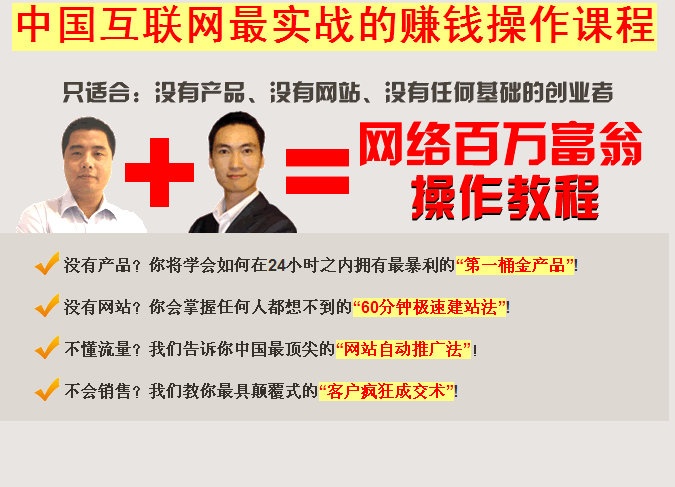 中国互联网最实战的赚钱操作课程
只适合：没有产品、没有网站、没有任何基础的创业者
网络百万富翁
操作教程
没有产品？你将学会如何在24小时之内拥有最暴利的“第一桶金产品”!
没有网站？你会掌握任何人都想不到的“60分钟极速建站法”!
不懂流量？我们告诉你中国最顶尖的“网站自动推广法”!
不会销售？我们教你最具颠覆式的“客户疯狂成交术”!